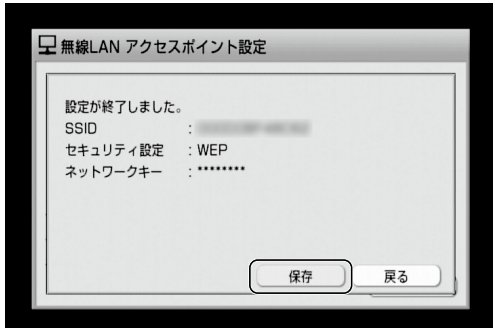 無線LAN アクセスポイント設定
設定が終了しました。
SSID :
セキュリティ設定 : WEP
ネットワークキー : ********
保存 戻る